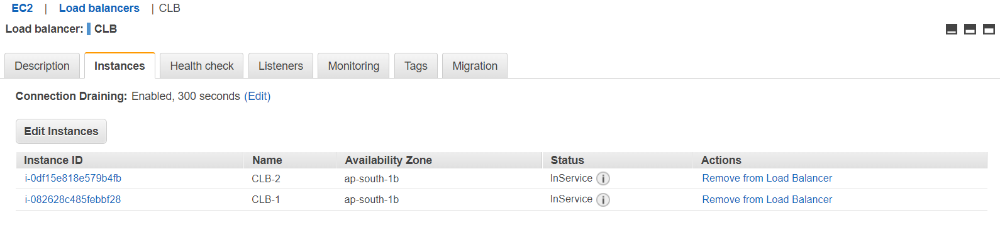 EC2 | Load balancers | CLB
Load balancer: CLB
Description Instances Health check Listeners Monitoring Tags Migration
Connection Draining: Enabled, 300 seconds (Edit)
Edit Instances
Instance ID Name Availability Zone Status Actions
i-0df15e818e579b4fb CLB-2 ap-south-1b InService i Remove from Load Balancer
i-082628c485febbf28 CLB-1 ap-south-1b InService i Remove from Load Balancer